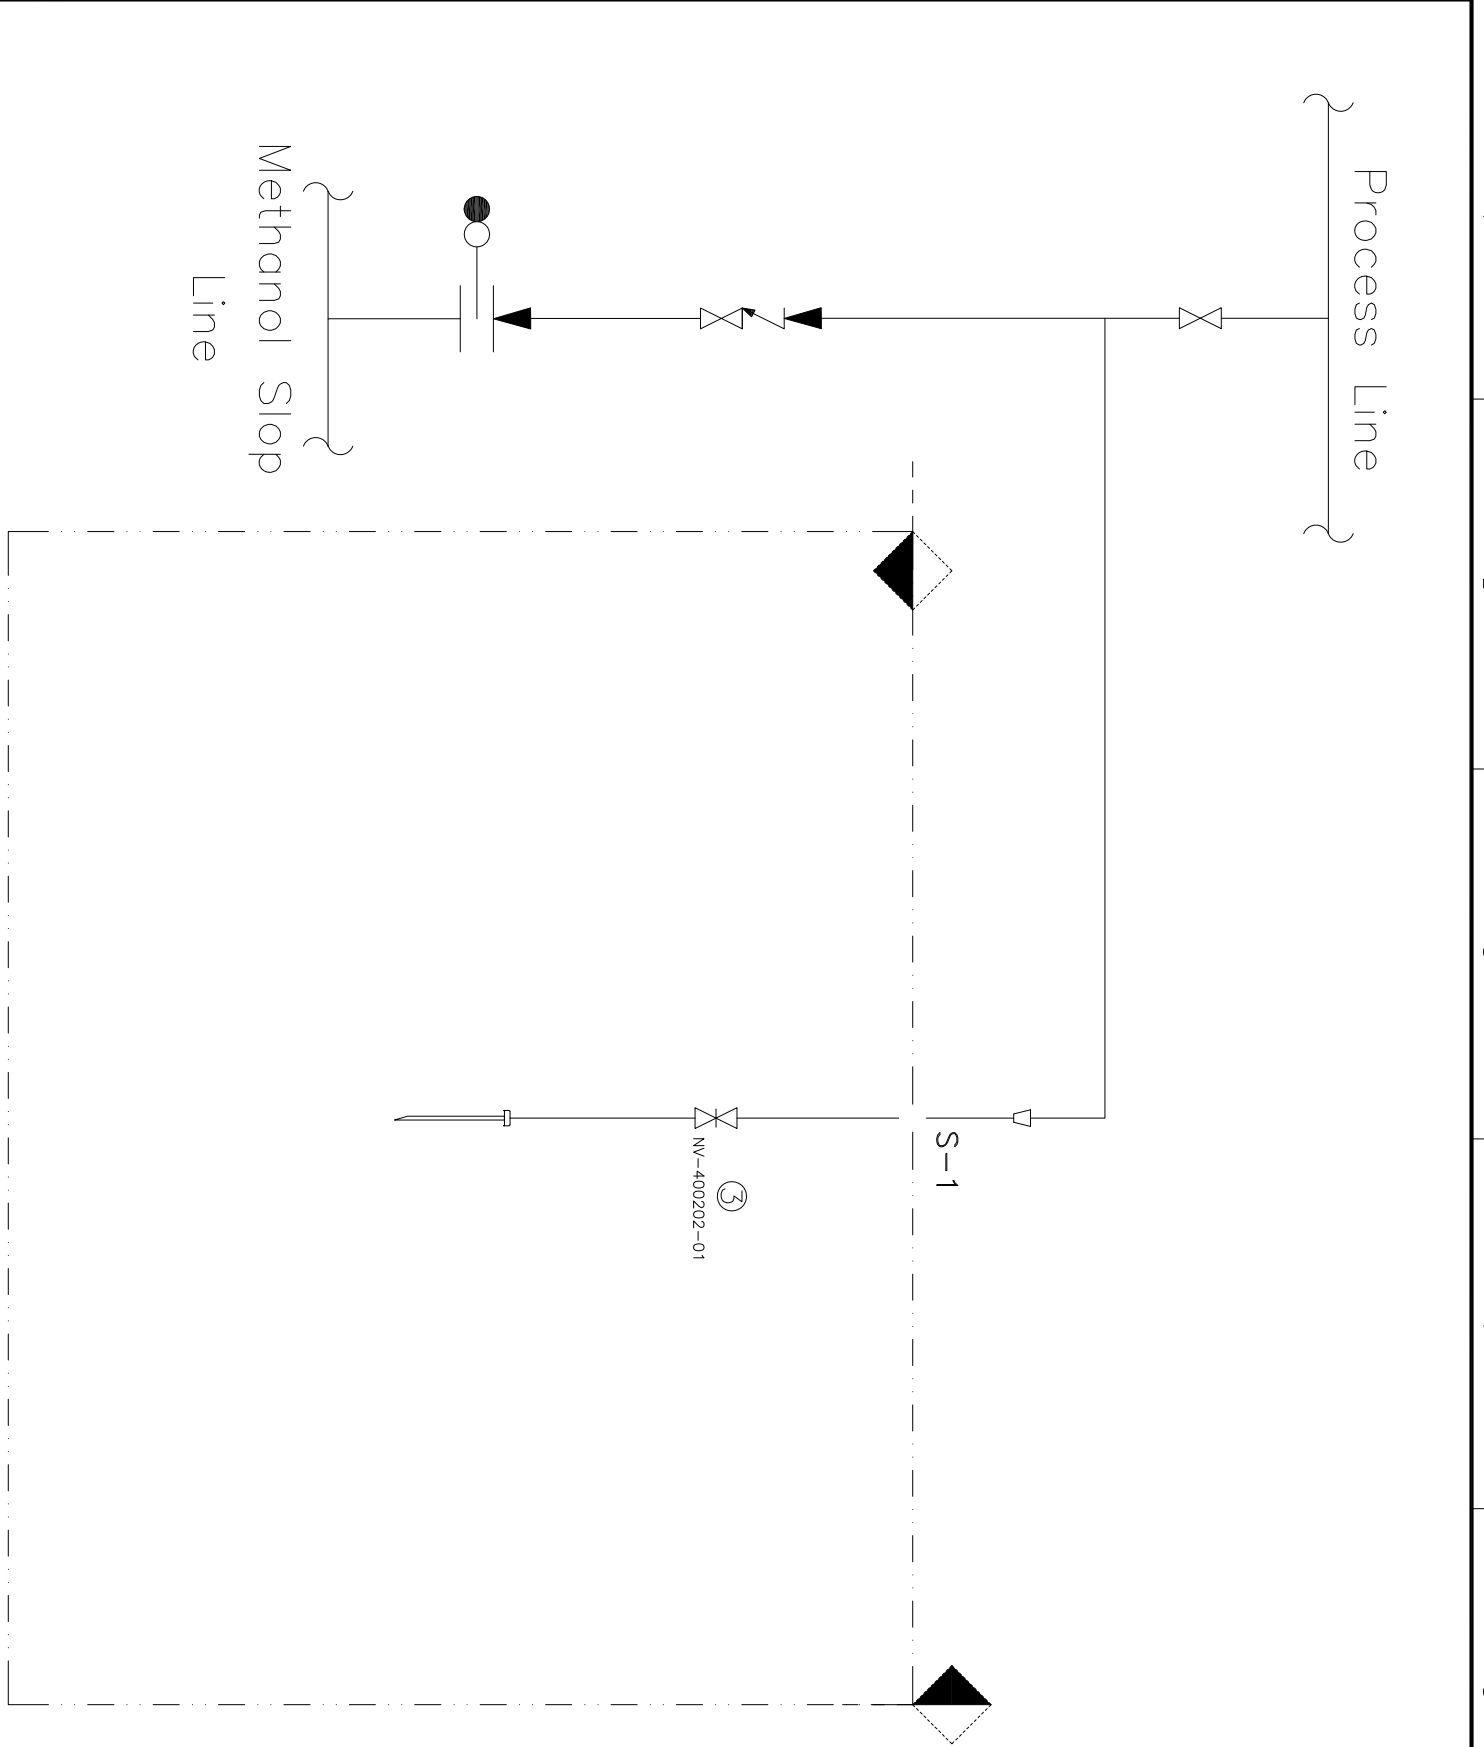 Process Line
Methanol Slop
Line
S-1
3
NV-400202-01